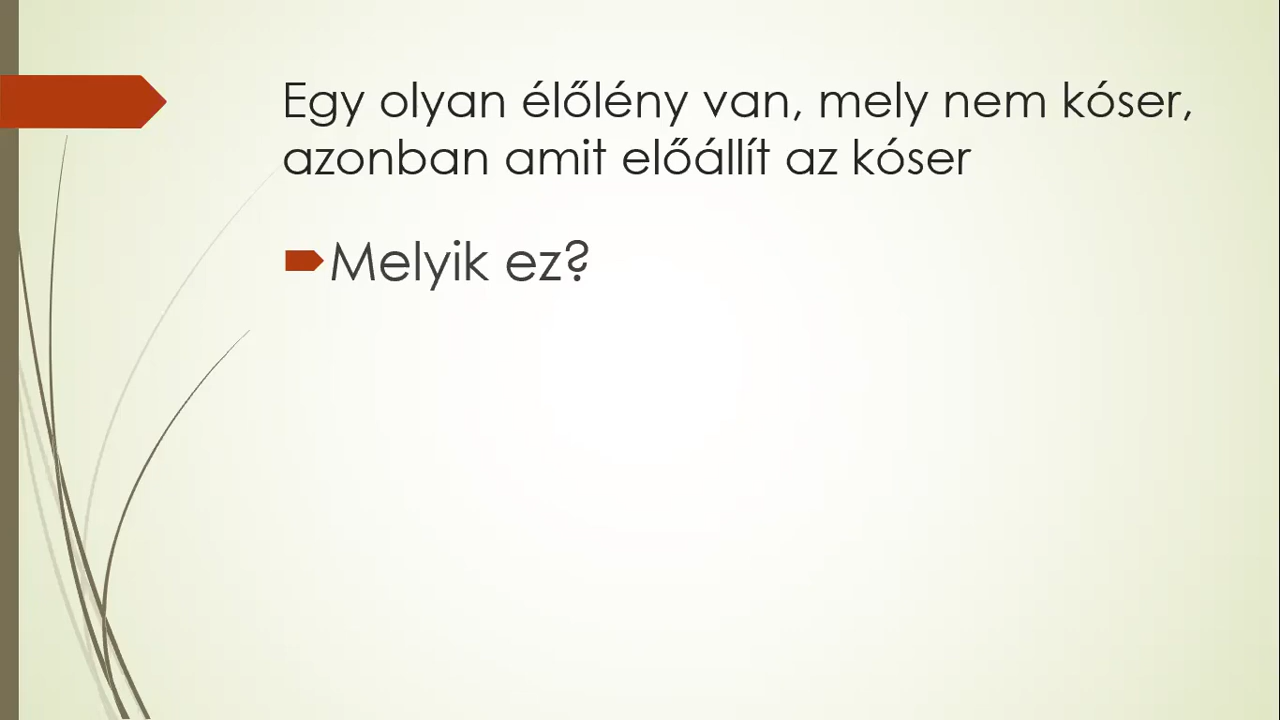 Egy olyan élőlény van, mely nem kóser,
azonban amit előállít az kóser
Melyik ez?